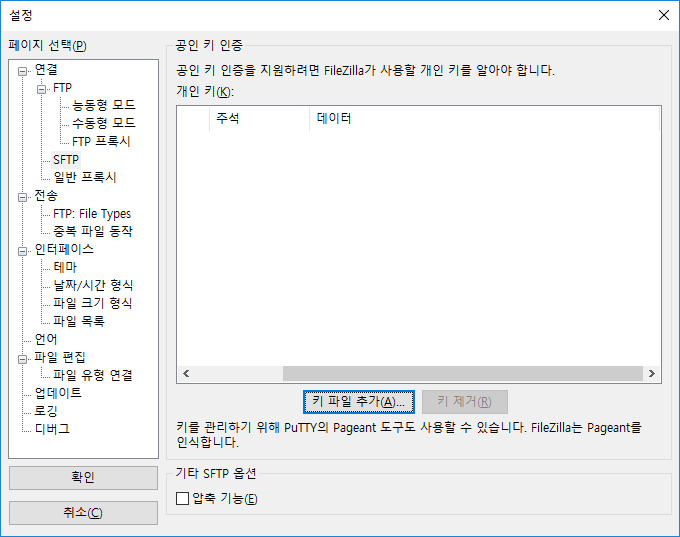 설정
페이지 선택(P)
연결
FTP
능동형 모드
수동형 모드
FTP 프록시
SFTP
일반 프록시
전송
FTP: File Types
중복 파일 동작
인터페이스
테마
날짜/시간 형식
파일 크기 형식
파일 목록
언어
파일 편집
파일 유형 연결
업데이트
로깅
디버그
확인
취소(C)
공인 키 인증
공인 키 인증을 지원하려면 FileZilla가 사용할 개인 키를 알아야 합니다.
개인 키(K):
주석 데이터
키 파일 추가(A)... 키 제거(R)
키를 관리하기 위해 PuTTY의 Pageant 도구도 사용할 수 있습니다. FileZilla는 Pageant를
인식합니다.
기타 SFTP 옵션
압축 기능(E)